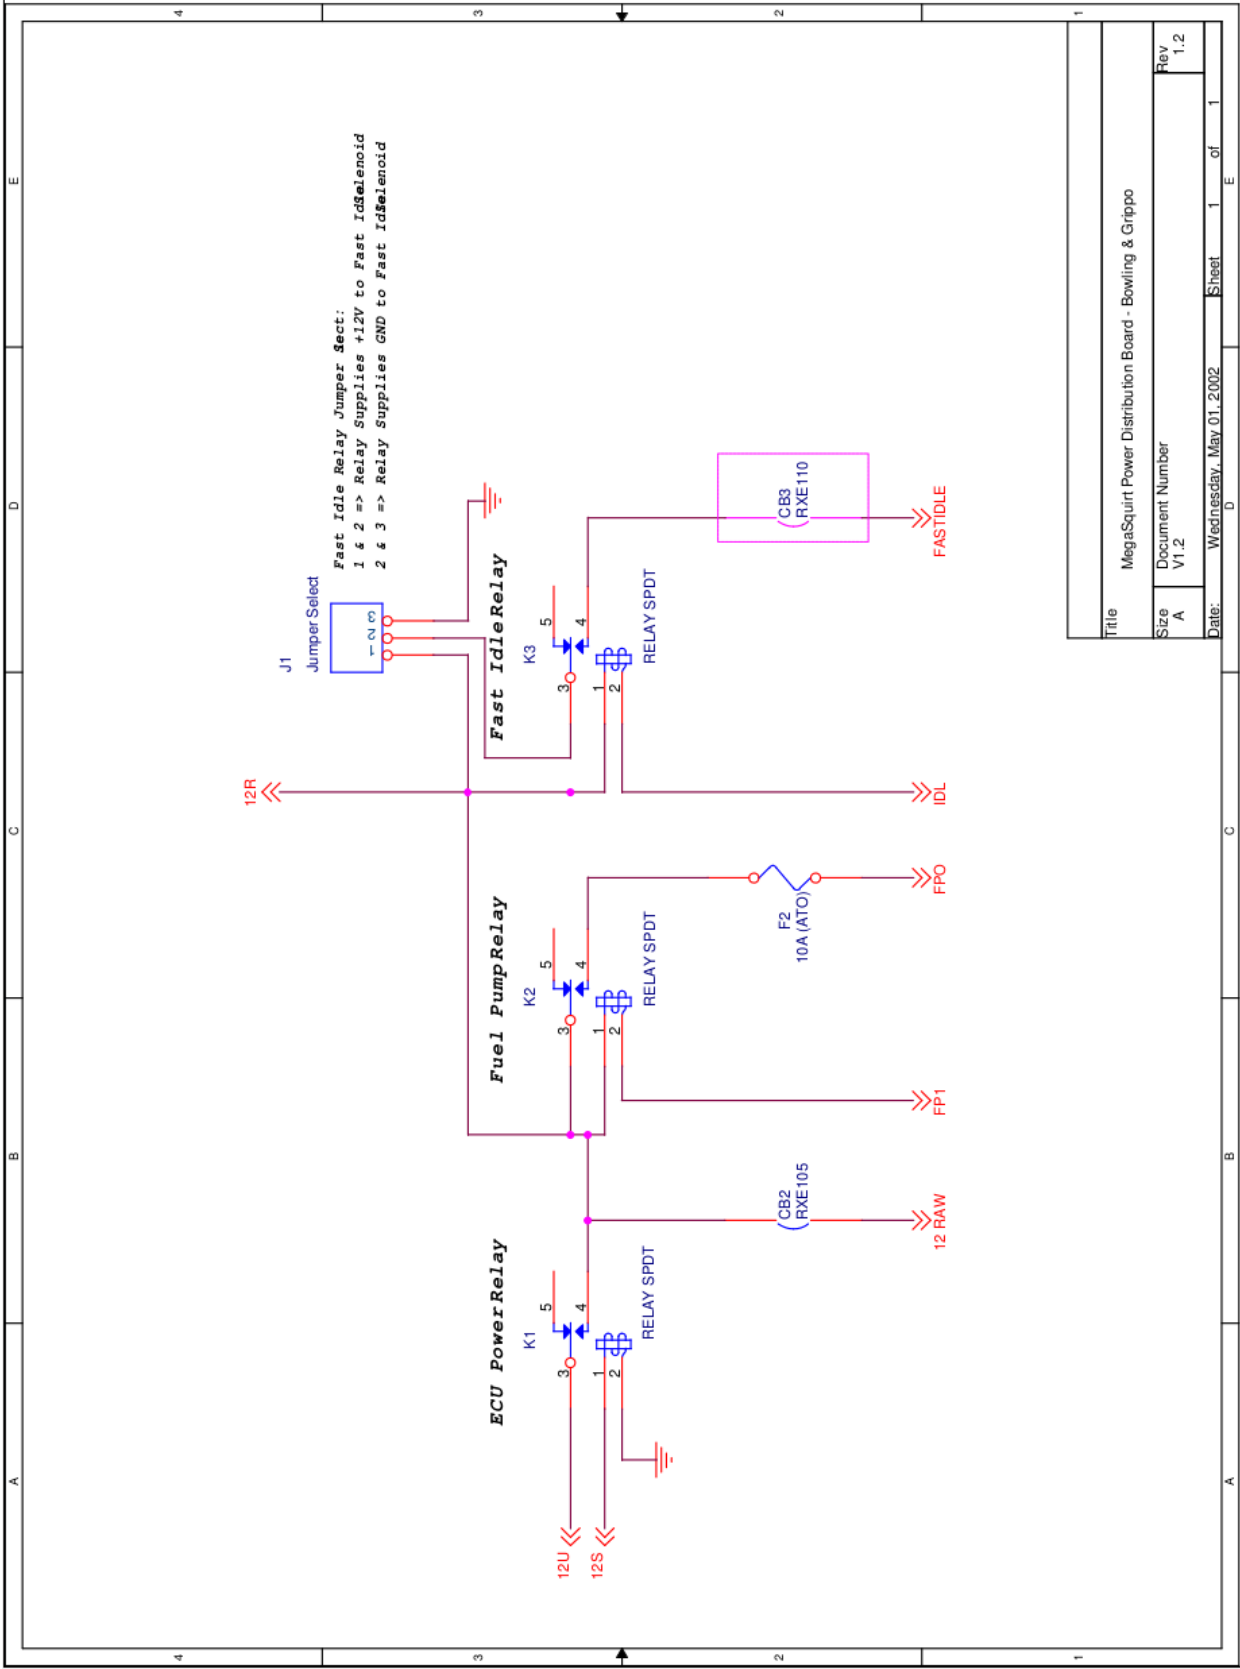 Fast Idle Relay Jumper Select:
1 & 2 => Relay Supplies +12V to Fast Idle Solenoid
2 & 3 => Relay Supplies GND to Fast Idle Solenoid
J1
Jumper Select
1 2 3
12R
ECU Power Relay
K1
3
5
4
1
2
RELAY SPDT
12U
12S
Fuel Pump Relay
K2
3
5
4
1
2
RELAY SPDT
Fast Idle Relay
K3
3
5
4
1
2
RELAY SPDT
CB2
RXE105
12 RAW
FP1
F2
10A (ATO)
FPO
IDL
CB3
RXE110
FASTIDLE
Title
MegaSquirt Power Distribution Board - Bowling & Grippo
Size
A
Document Number
V1.2
Rev
1.2
Date:
Wednesday, May 01, 2002
Sheet 1 of 1
A
B
C
D
E
A
B
C
D
E
4
3
2
1
4
3
2
1